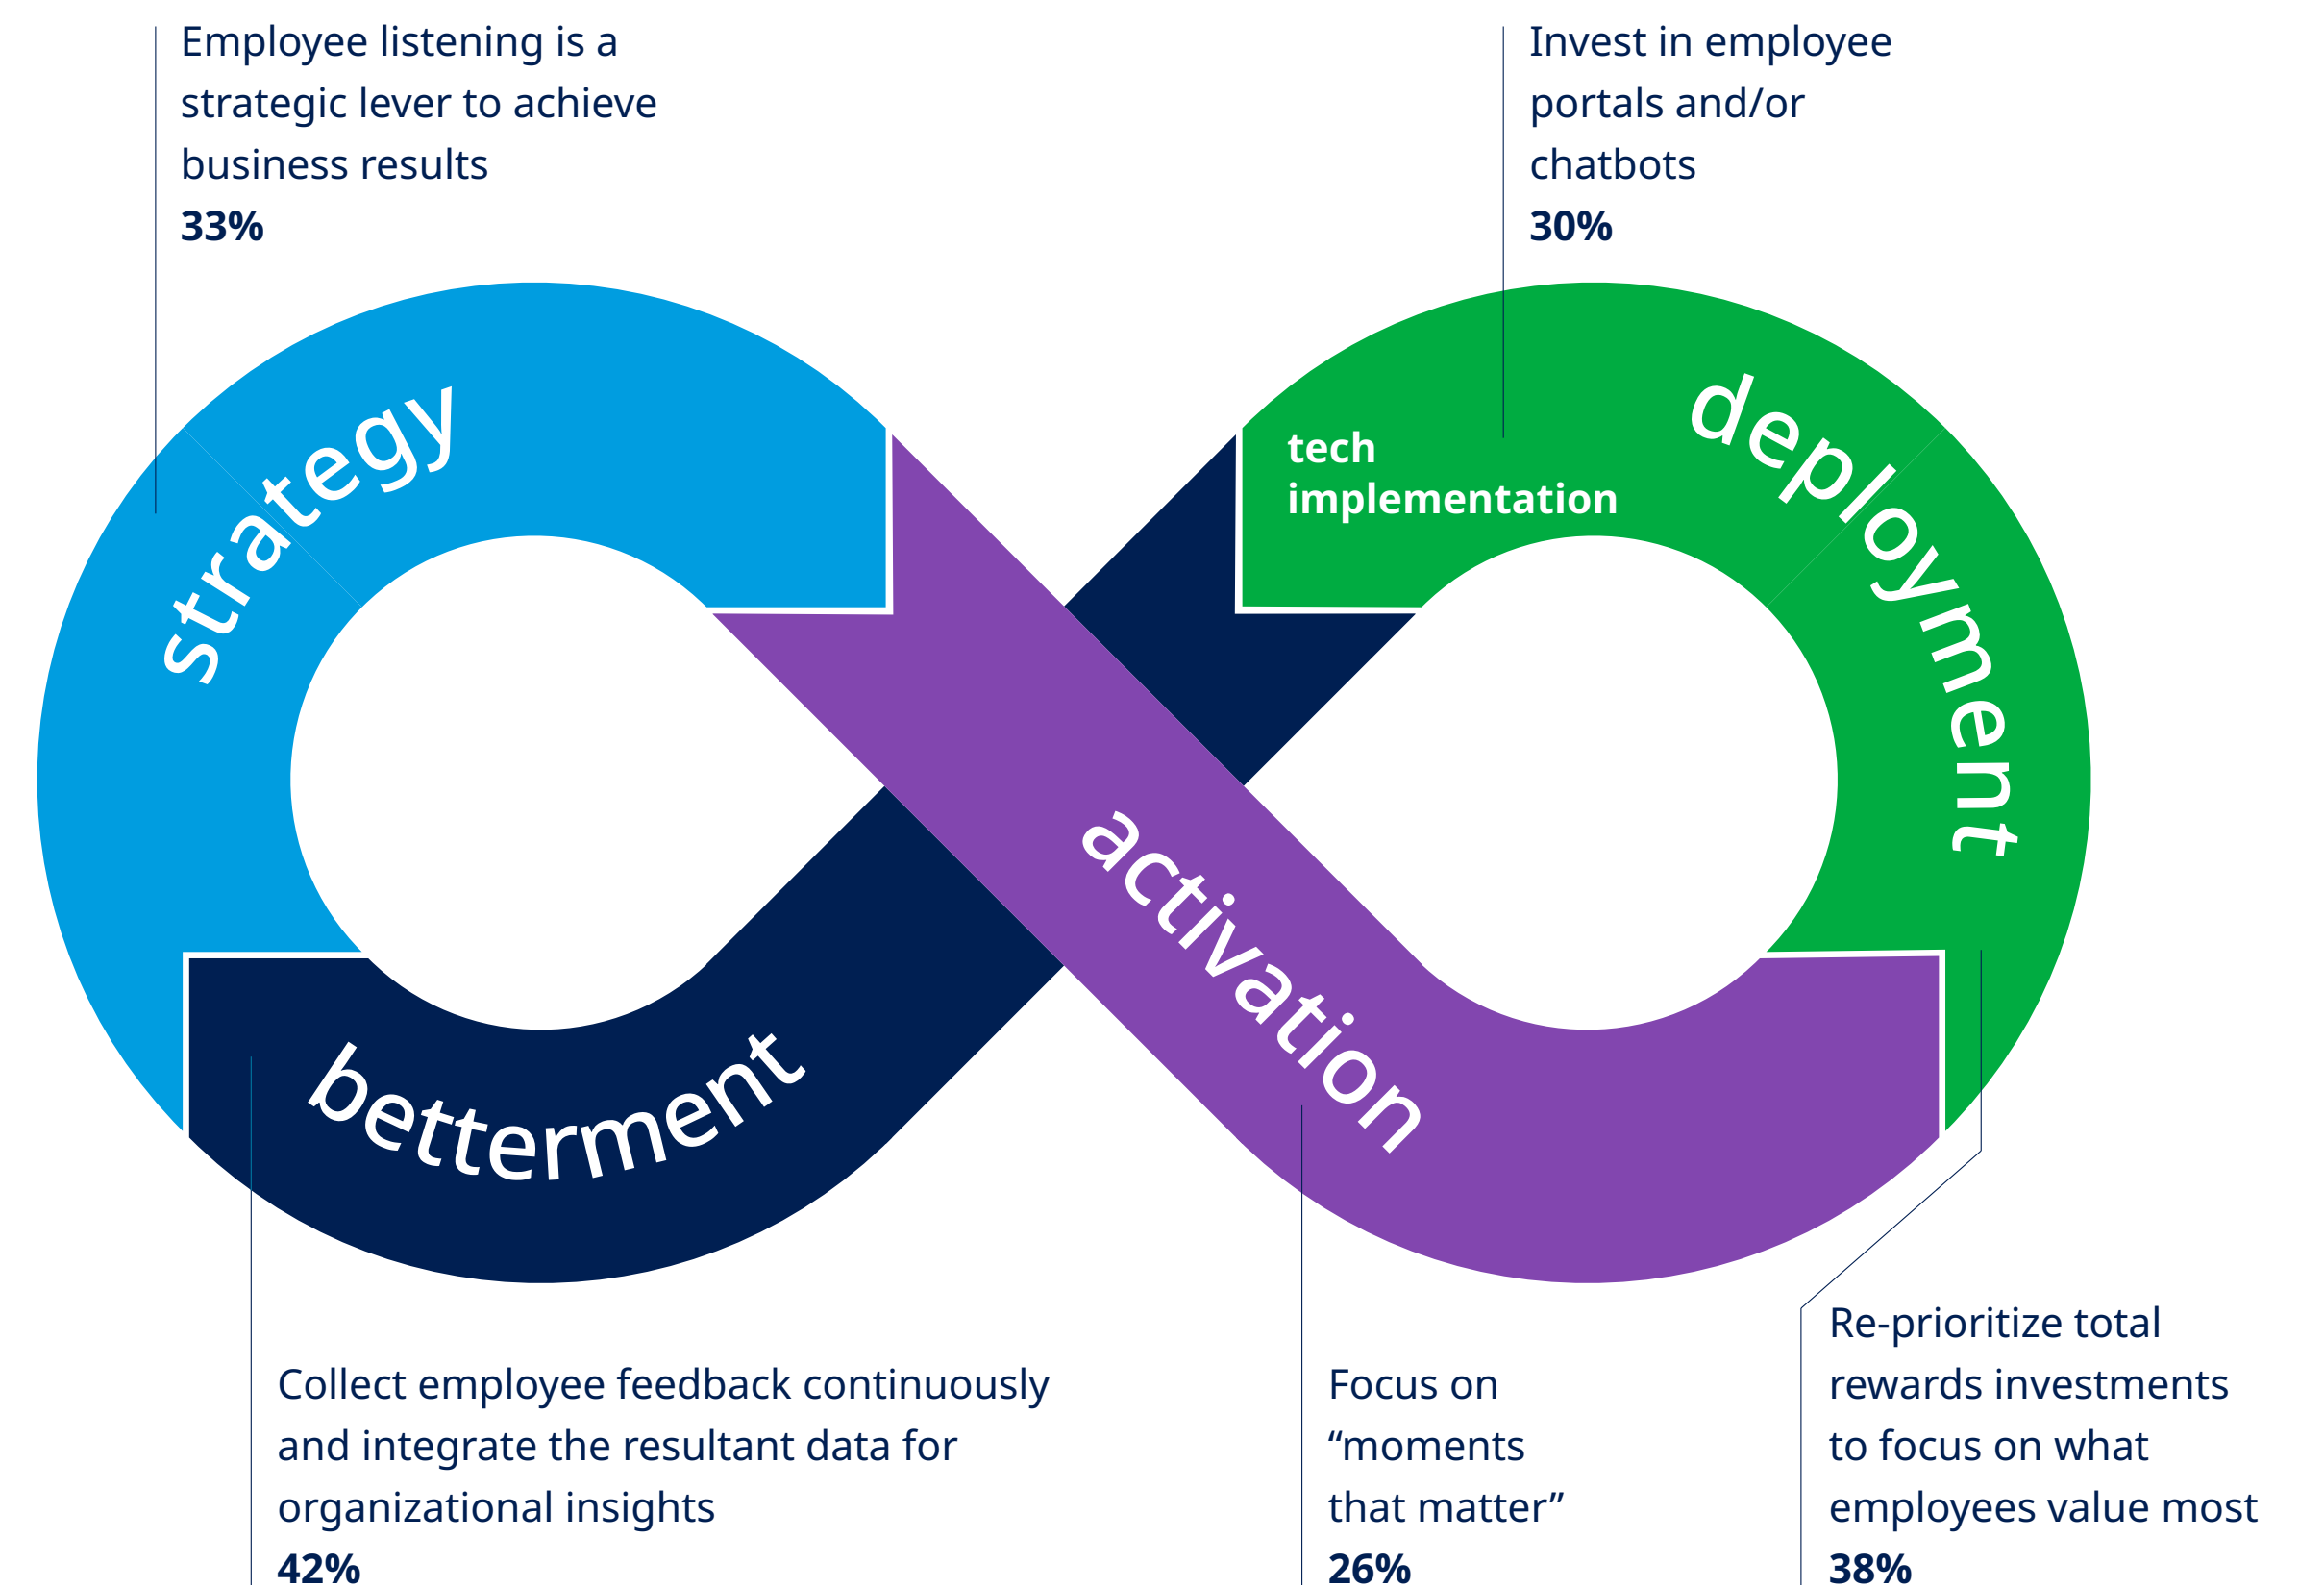 Employee listening is a
strategic lever to achieve
business results
33%
Invest in employee
portals and/or
chatbots
30%
strategy
tech
implementation
deployment
activation
betterment
Collect employee feedback continuously
and integrate the resultant data for
organizational insights
42%
Focus on
“moments
that matter”
26%
Re-prioritize total
rewards investments
to focus on what
employees value most
38%